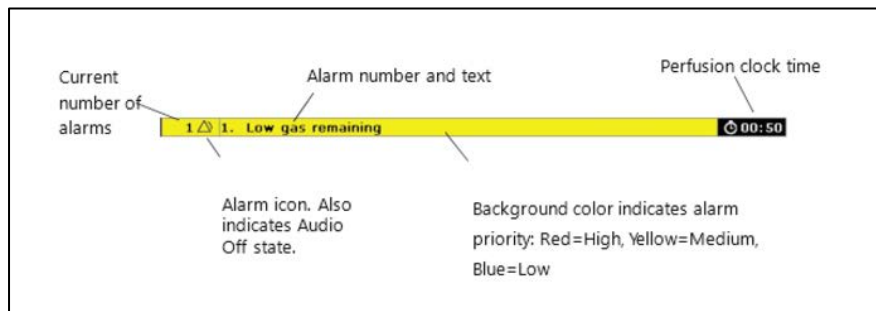 Current
number of
alarms
Alarm number and text
Perfusion clock time
1 1. Low gas remaining 00:50
Alarm icon. Also
indicates Audio
Off state.
Background color indicates alarm
priority: Red=High, Yellow=Medium,
Blue=Low